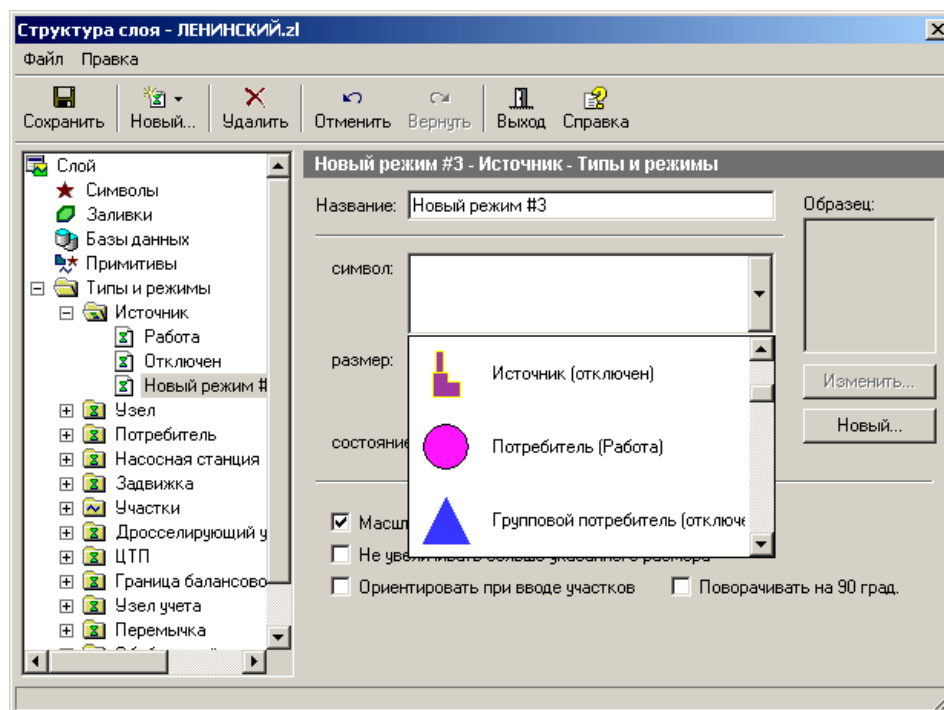 Структура слоя - ЛЕНИНСКИЙ.zl
Файл Правка
Сохранить Новый... Удалить Отменить Вернуть Выход Справка
Слой
Символы
Заливки
Базы данных
Примитивы
Типы и режимы
Источник
Работа
Отключен
Новый режим #
Узел
Потребитель
Насосная станция
Задвижка
Участки
Дросселирующий у
ЦТП
Граница балансово
Узел учета
Перемычка
Новый режим #3 - Источник - Типы и режимы
Название: Новый режим #3
Образец:
символ:
размер:
Источник (отключен)
Потребитель (Работа)
Групповой потребитель (отключе
состояние
Изменить...
Новый...
Масш
Не увеличивать больше указанного размера
Ориентировать при вводе участков Поворачивать на 90 град.